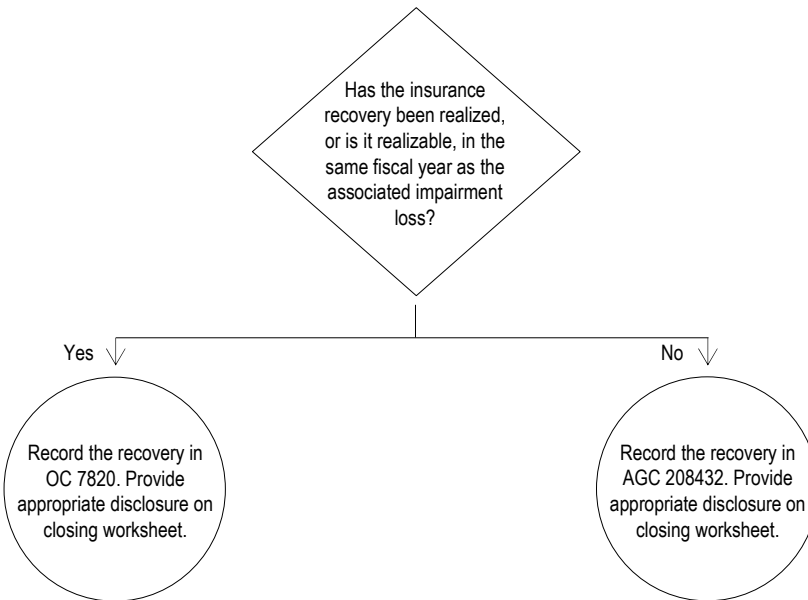 Has the insurance
recovery been realized,
or is it realizable, in the
same fiscal year as the
associated impairment
loss?
Yes
No
Record the recovery in
OC 7820. Provide
appropriate disclosure on
closing worksheet.
Record the recovery in
AGC 208432. Provide
appropriate disclosure on
closing worksheet.